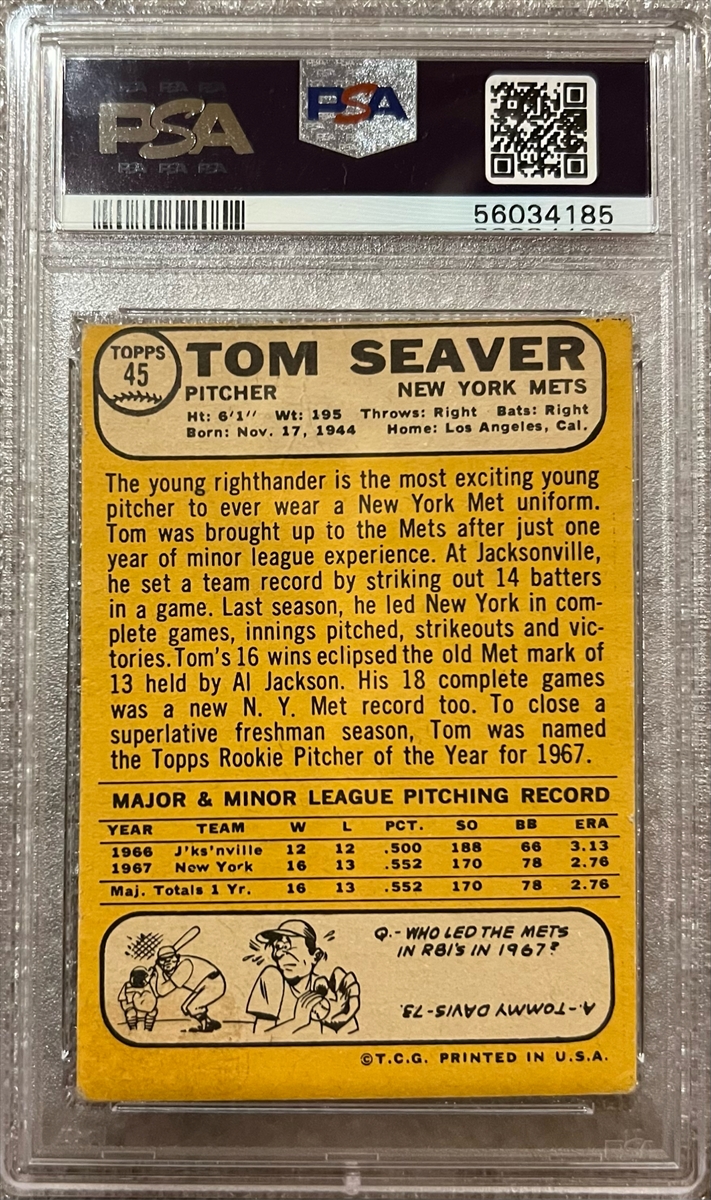 PSA PSA PSA
PSA
PSA PSA PSA
PSA
56034185
TOPPS
45
TOM SEAVER
PITCHER NEW YORK METS
Ht: 6'1" Wt: 195 Throws: Right Bats: Right
Born: Nov. 17, 1944 Home: Los Angeles, Cal.
The young righthander is the most exciting young
pitcher to ever wear a New York Met uniform.
Tom was brought up to the Mets after just one
year of minor league experience. At Jacksonville,
he set a team record by striking out 14 batters
in a game. Last season, he led New York in com-
plete games, innings pitched, strikeouts and vic-
tories. Tom's 16 wins eclipsed the old Met mark of
13 held by Al Jackson. His 18 complete games
was a new N. Y. Met record too. To close a
superlative freshman season, Tom was named
the Topps Rookie Pitcher of the Year for 1967.
MAJOR & MINOR LEAGUE PITCHING RECORD
YEAR TEAM W L PCT. SO BB ERA
1966 J'ks'nville 12 12 .500 188 66 3.13
1967 New York 16 13 .552 170 78 2.76
Maj. Totals 1 Yr. 16 13 .552 170 78 2.76
Q.- WHO LED THE METS
IN RBI'S IN 1967?
A.- TOMMY DAVIS-73.
©T.C.G. PRINTED IN U.S.A.